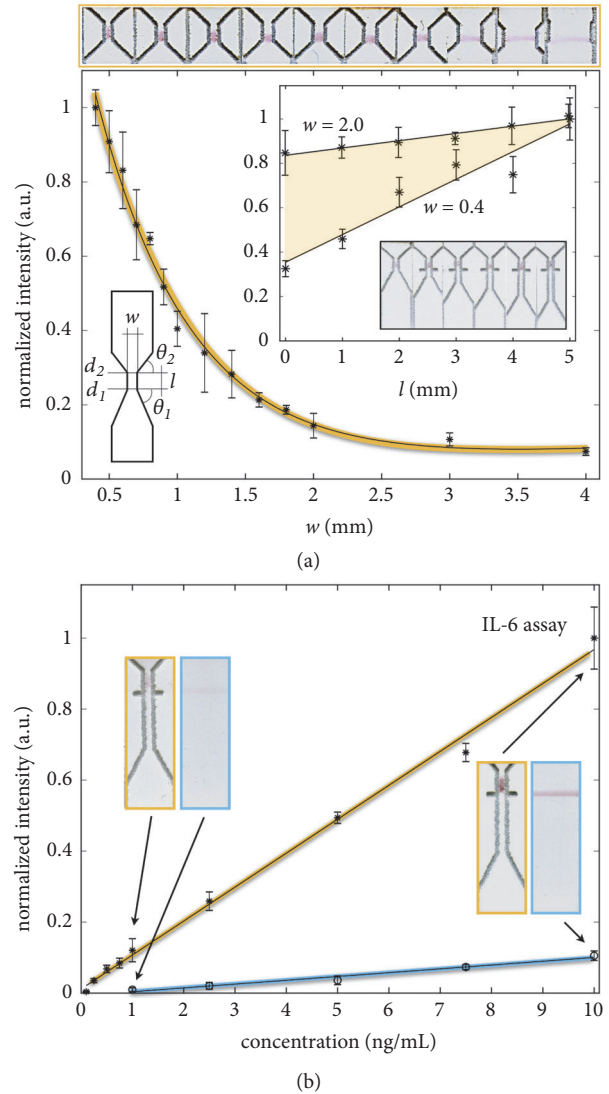 1
0.8
0.6
0.4
0.2
0
normalized intensity (a.u.)
0.5 1 1.5 2 2.5 3 3.5 4
w (mm)
w
d2 θ2
d1 l
θ1
1
0.8
0.6
0.4
0.2
0
w = 2.0
w = 0.4
0 1 2 3 4 5
l (mm)
(a)
1
0.8
0.6
0.4
0.2
0
normalized intensity (a.u.)
IL-6 assay
0 1 2 3 4 5 6 7 8 9 10
concentration (ng/mL)
(b)